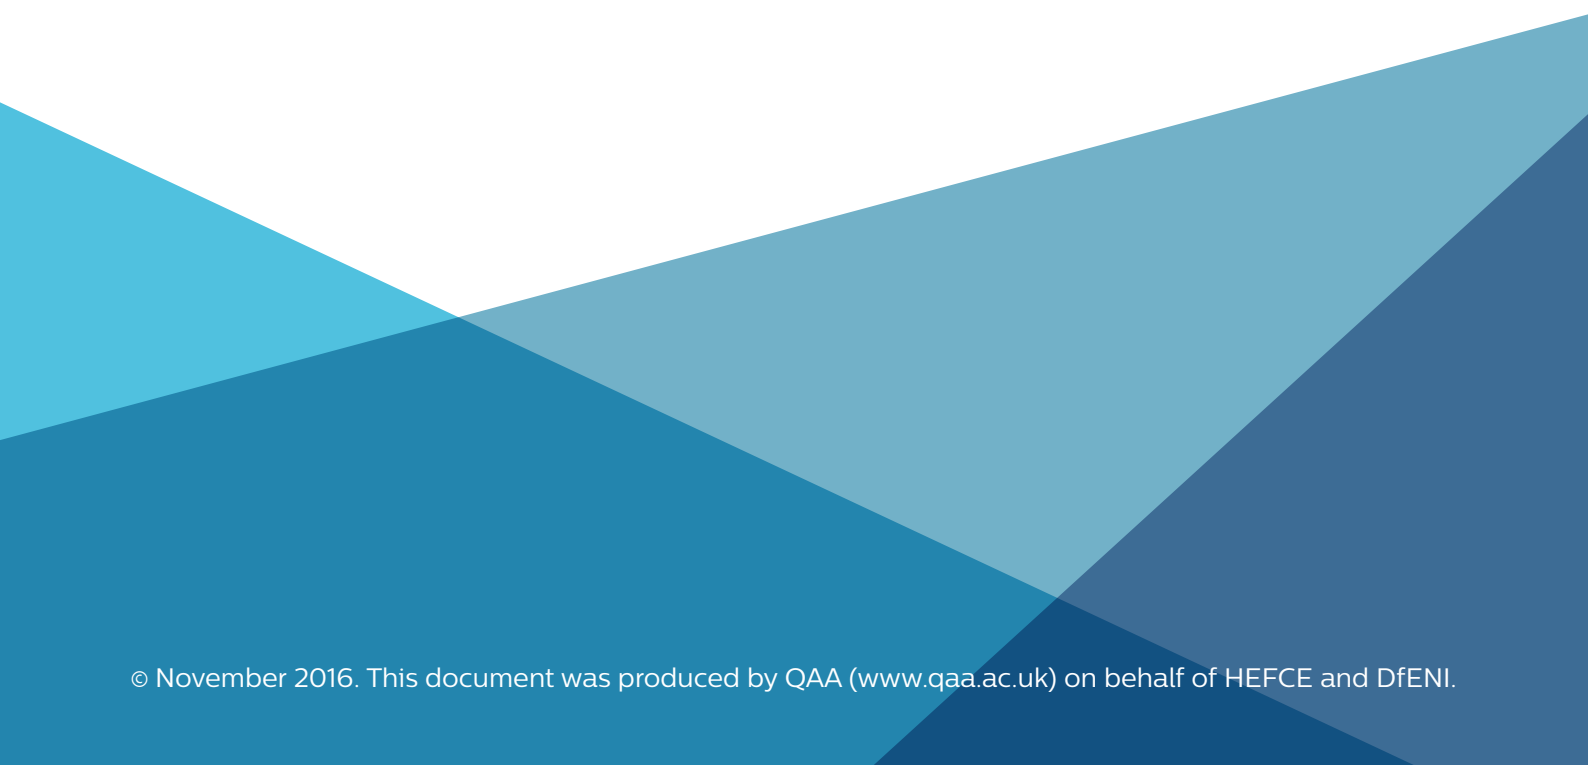 © November 2016. This document was produced by QAA (www.qaa.ac.uk) on behalf of HEFCE and DfENI.